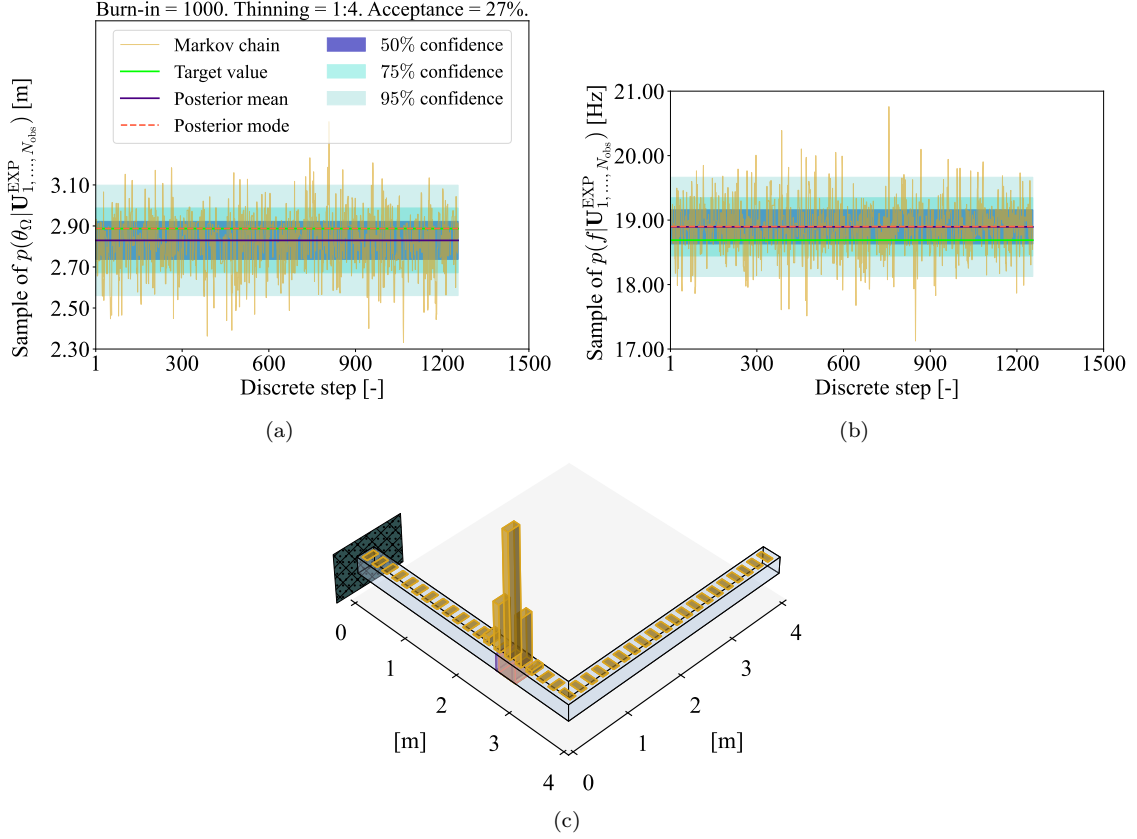 Burn-in = 1000. Thinning = 1:4. Acceptance = 27%.
Markov chain
Target value
Posterior mean
Posterior mode
50% confidence
75% confidence
95% confidence
Sample of p(θ_Ω|U^EXP_1,…,N_obs) [m]
3.10
2.90
2.70
2.50
2.30
1 300 600 900 1200 1500
Discrete step [-]
(a)
Sample of p(f|U^EXP_1,…,N_obs) [Hz]
21.00
20.00
19.00
18.00
17.00
1 300 600 900 1200 1500
Discrete step [-]
(b)
0 1 2 3 4
[m]
0 1 2 3 4
[m]
(c)